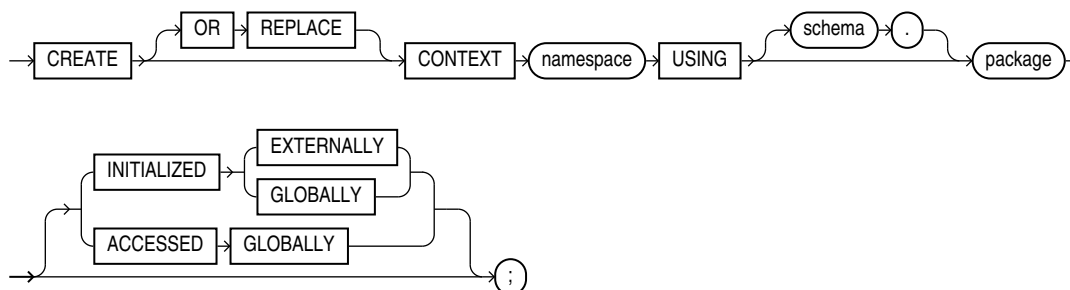 OR REPLACE schema .
CREATE CONTEXT namespace USING package
EXTERNALLY
INITIALIZED
GLOBALLY
ACCESSED GLOBALLY
;